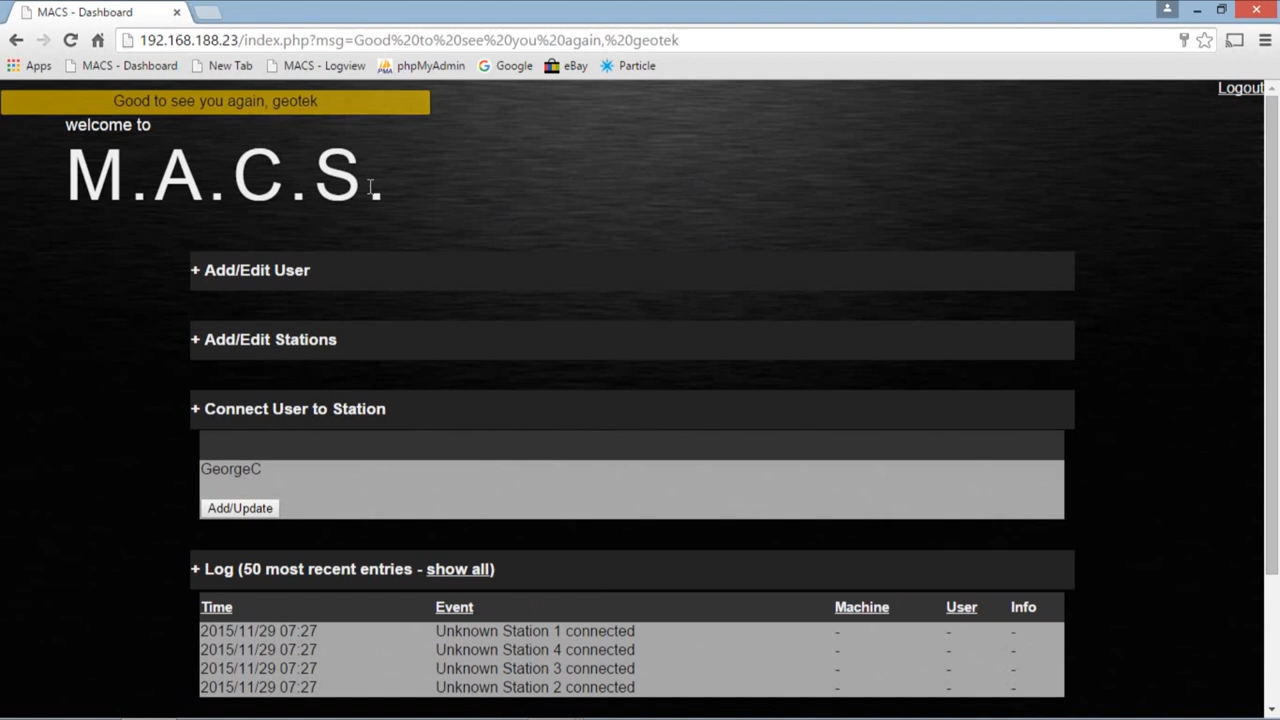 MACS - Dashboard
192.168.188.23/index.php?msg=Good%20to%20see%20you%20again,%20geotek
Apps MACS - Dashboard New Tab MACS - Logview phpMyAdmin Google eBay Particle
Good to see you again, geotek
Logout
welcome to
M.A.C.S.
+ Add/Edit User
+ Add/Edit Stations
+ Connect User to Station
GeorgeC
Add/Update
+ Log (50 most recent entries - show all)
Time Event Machine User Info
2015/11/29 07:27 Unknown Station 1 connected - - -
2015/11/29 07:27 Unknown Station 4 connected - - -
2015/11/29 07:27 Unknown Station 3 connected - - -
2015/11/29 07:27 Unknown Station 2 connected - - -